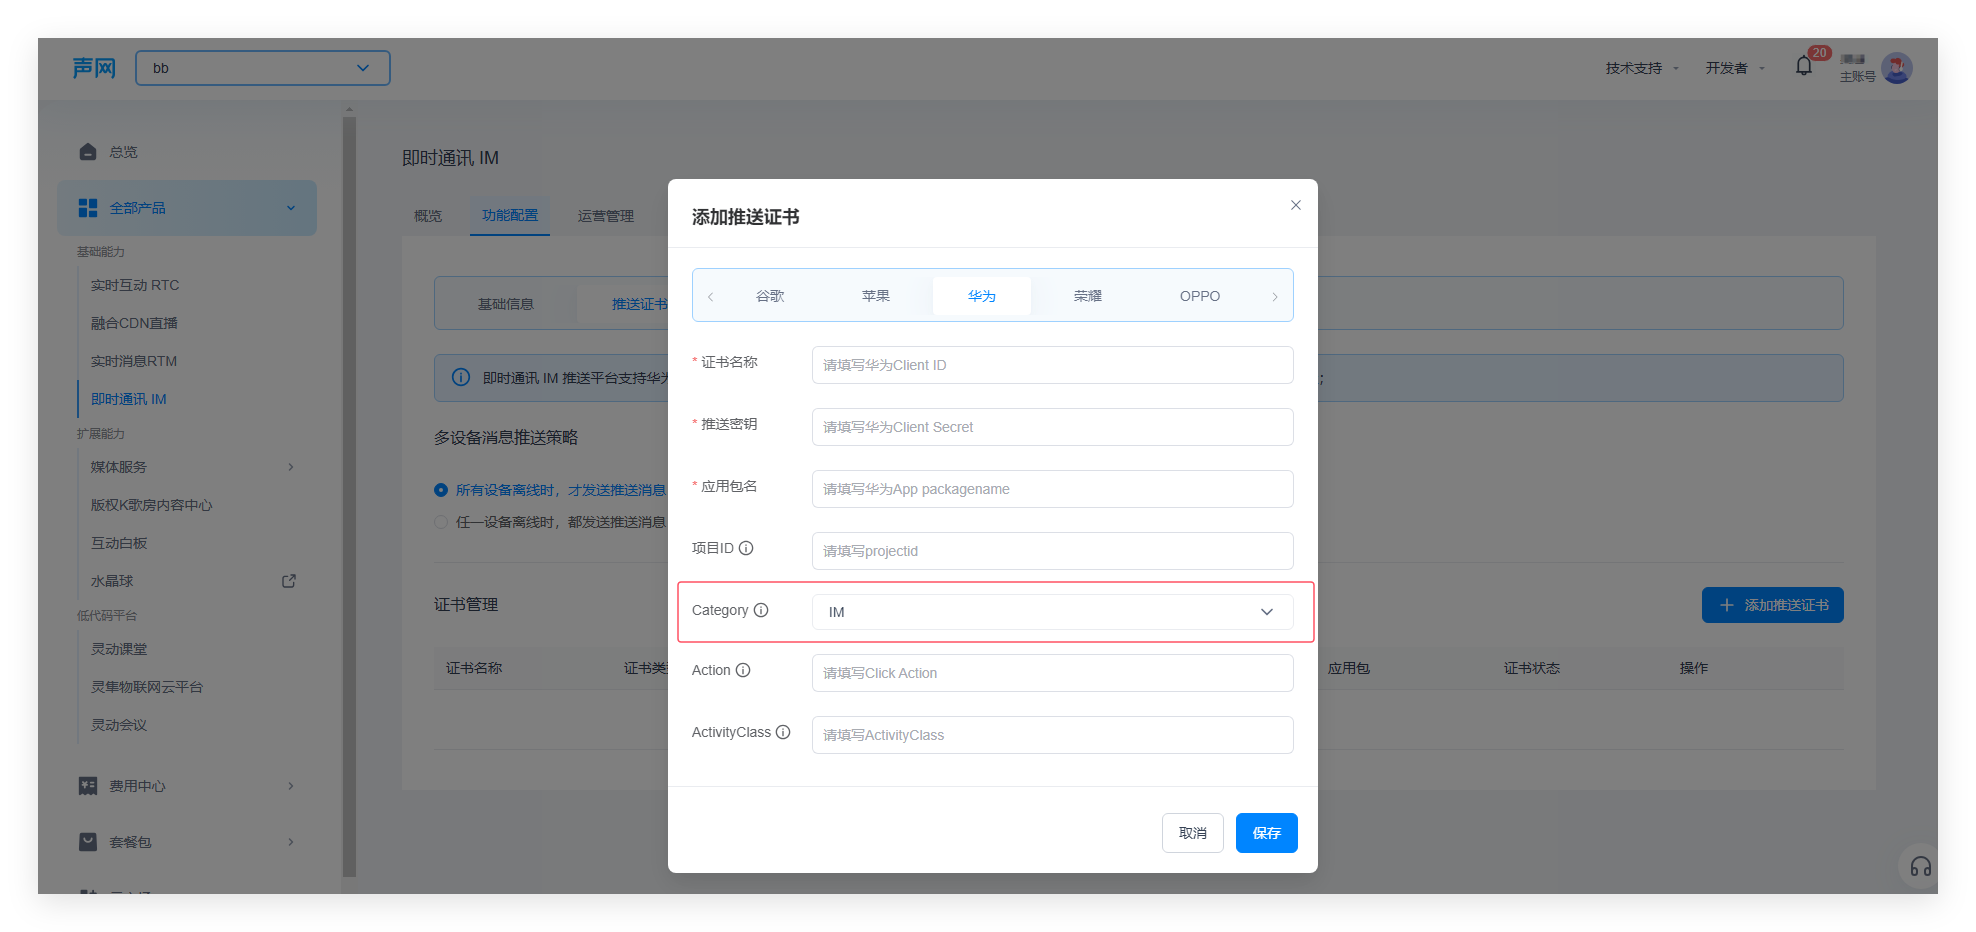 声网
bb
技术支持
开发者
20
主账号
总览
全部产品
基础能力
实时互动 RTC
融合CDN直播
实时消息RTM
即时通讯 IM
扩展能力
媒体服务
版权K歌房内容中心
互动白板
水晶球
低代码平台
灵动课堂
灵隼物联网云平台
灵动会议
费用中心
套餐包
即时通讯 IM
概览
功能配置
运营管理
基础信息
推送证书
即时通讯 IM 推送平台支持华为
;
多设备消息推送策略
所有设备离线时，才发送推送消息
任一设备离线时，都发送推送消息
证书管理
添加推送证书
证书名称
证书类
应用包
证书状态
操作
添加推送证书
谷歌
苹果
华为
荣耀
OPPO
* 证书名称
请填写华为Client ID
* 推送密钥
请填写华为Client Secret
* 应用包名
请填写华为App packagename
项目ID
请填写projectid
Category
IM
Action
请填写Click Action
ActivityClass
请填写ActivityClass
取消
保存